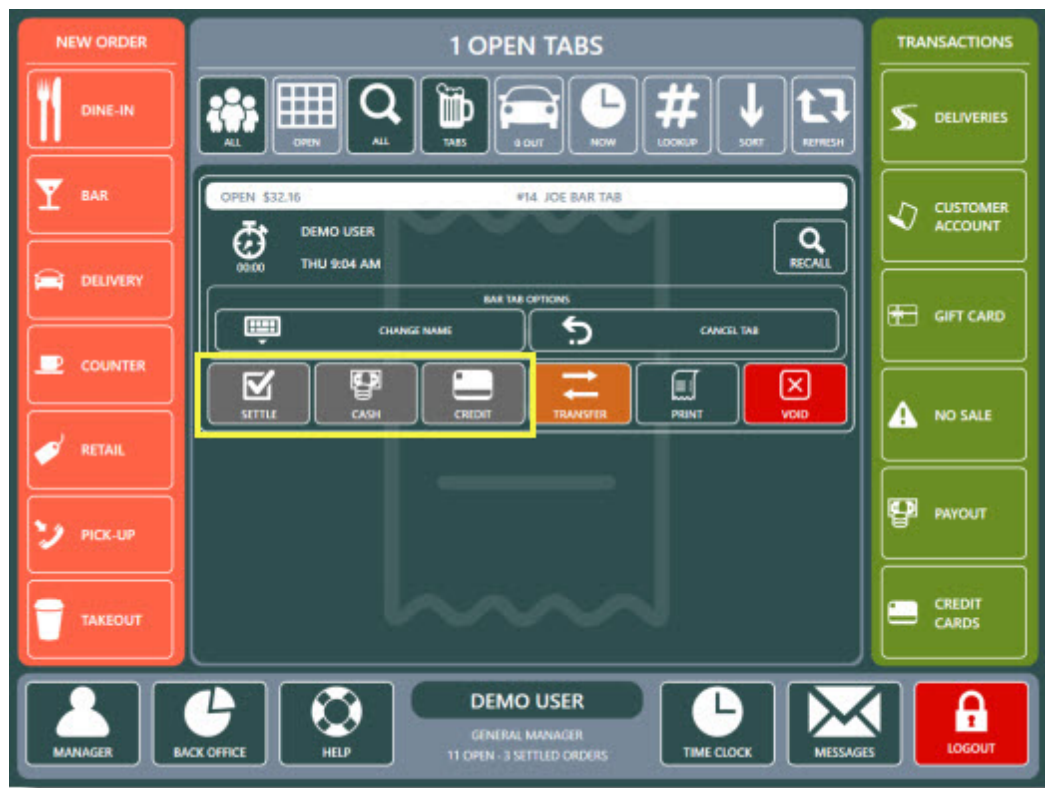 NEW ORDER
DINE-IN
BAR
DELIVERY
COUNTER
RETAIL
PICK-UP
TAKEOUT
1 OPEN TABS
ALL
OPEN
ALL
TABS
0 OUT
NOW
LOOKUP
SORT
REFRESH
OPEN $32.16 #14 JOE BAR TAB
DEMO USER
00:00
THU 9:04 AM
RECALL
BAR TAB OPTIONS
CHANGE NAME
CANCEL TAB
SETTLE
CASH
CREDIT
TRANSFER
PRINT
VOID
TRANSACTIONS
DELIVERIES
CUSTOMER
ACCOUNT
GIFT CARD
NO SALE
PAYOUT
CREDIT
CARDS
MANAGER
BACK OFFICE
HELP
DEMO USER
GENERAL MANAGER
11 OPEN - 3 SETTLED ORDERS
TIME CLOCK
MESSAGES
LOGOUT